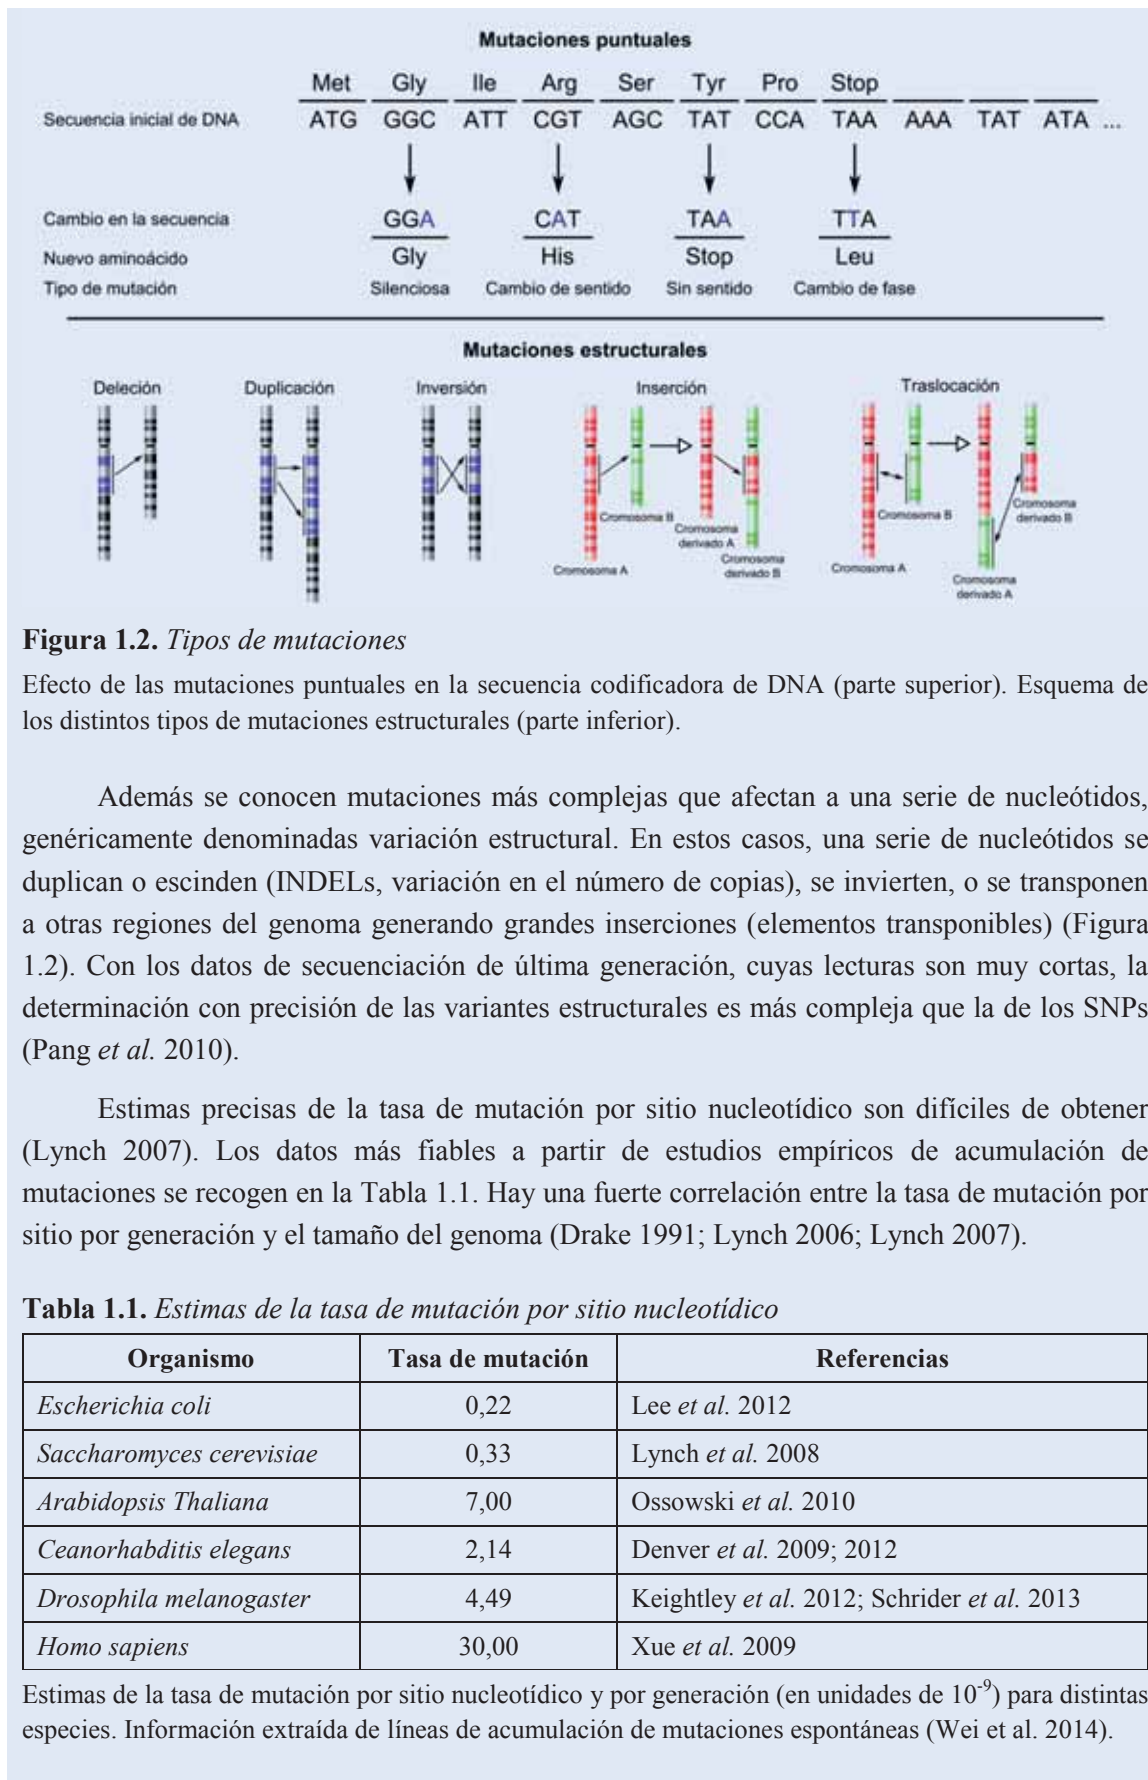 Mutaciones puntuales
Met Gly Ile Arg Ser Tyr Pro Stop
Secuencia inicial de DNA ATG GGC ATT CGT AGC TAT CCA TAA AAA TAT ATA ...
Cambio en la secuencia GGA CAT TAA TTA
Nuevo aminoácido Gly His Stop Leu
Tipo de mutación Silenciosa Cambio de sentido Sin sentido Cambio de fase
Mutaciones estructurales
Deleción Duplicación Inversión Inserción Traslocación
Cromosoma A
Cromosoma B
Cromosoma
derivado A
Cromosoma
derivado B
Cromosoma A
Cromosoma B
Cromosoma
derivado A
Cromosoma
derivado B
Figura 1.2. Tipos de mutaciones
Efecto de las mutaciones puntuales en la secuencia codificadora de DNA (parte superior). Esquema de
los distintos tipos de mutaciones estructurales (parte inferior).
Además se conocen mutaciones más complejas que afectan a una serie de nucleótidos,
genéricamente denominadas variación estructural. En estos casos, una serie de nucleótidos se
duplican o escinden (INDELs, variación en el número de copias), se invierten, o se transponen
a otras regiones del genoma generando grandes inserciones (elementos transponibles) (Figura
1.2). Con los datos de secuenciación de última generación, cuyas lecturas son muy cortas, la
determinación con precisión de las variantes estructurales es más compleja que la de los SNPs
(Pang et al. 2010).
Estimas precisas de la tasa de mutación por sitio nucleotídico son difíciles de obtener
(Lynch 2007). Los datos más fiables a partir de estudios empíricos de acumulación de
mutaciones se recogen en la Tabla 1.1. Hay una fuerte correlación entre la tasa de mutación por
sitio por generación y el tamaño del genoma (Drake 1991; Lynch 2006; Lynch 2007).
Tabla 1.1. Estimas de la tasa de mutación por sitio nucleotídico
Organismo Tasa de mutación Referencias
Escherichia coli 0,22 Lee et al. 2012
Saccharomyces cerevisiae 0,33 Lynch et al. 2008
Arabidopsis Thaliana 7,00 Ossowski et al. 2010
Ceanorhabditis elegans 2,14 Denver et al. 2009; 2012
Drosophila melanogaster 4,49 Keightley et al. 2012; Schrider et al. 2013
Homo sapiens 30,00 Xue et al. 2009
Estimas de la tasa de mutación por sitio nucleotídico y por generación (en unidades de 10⁻⁹) para distintas
especies. Información extraída de líneas de acumulación de mutaciones espontáneas (Wei et al. 2014).